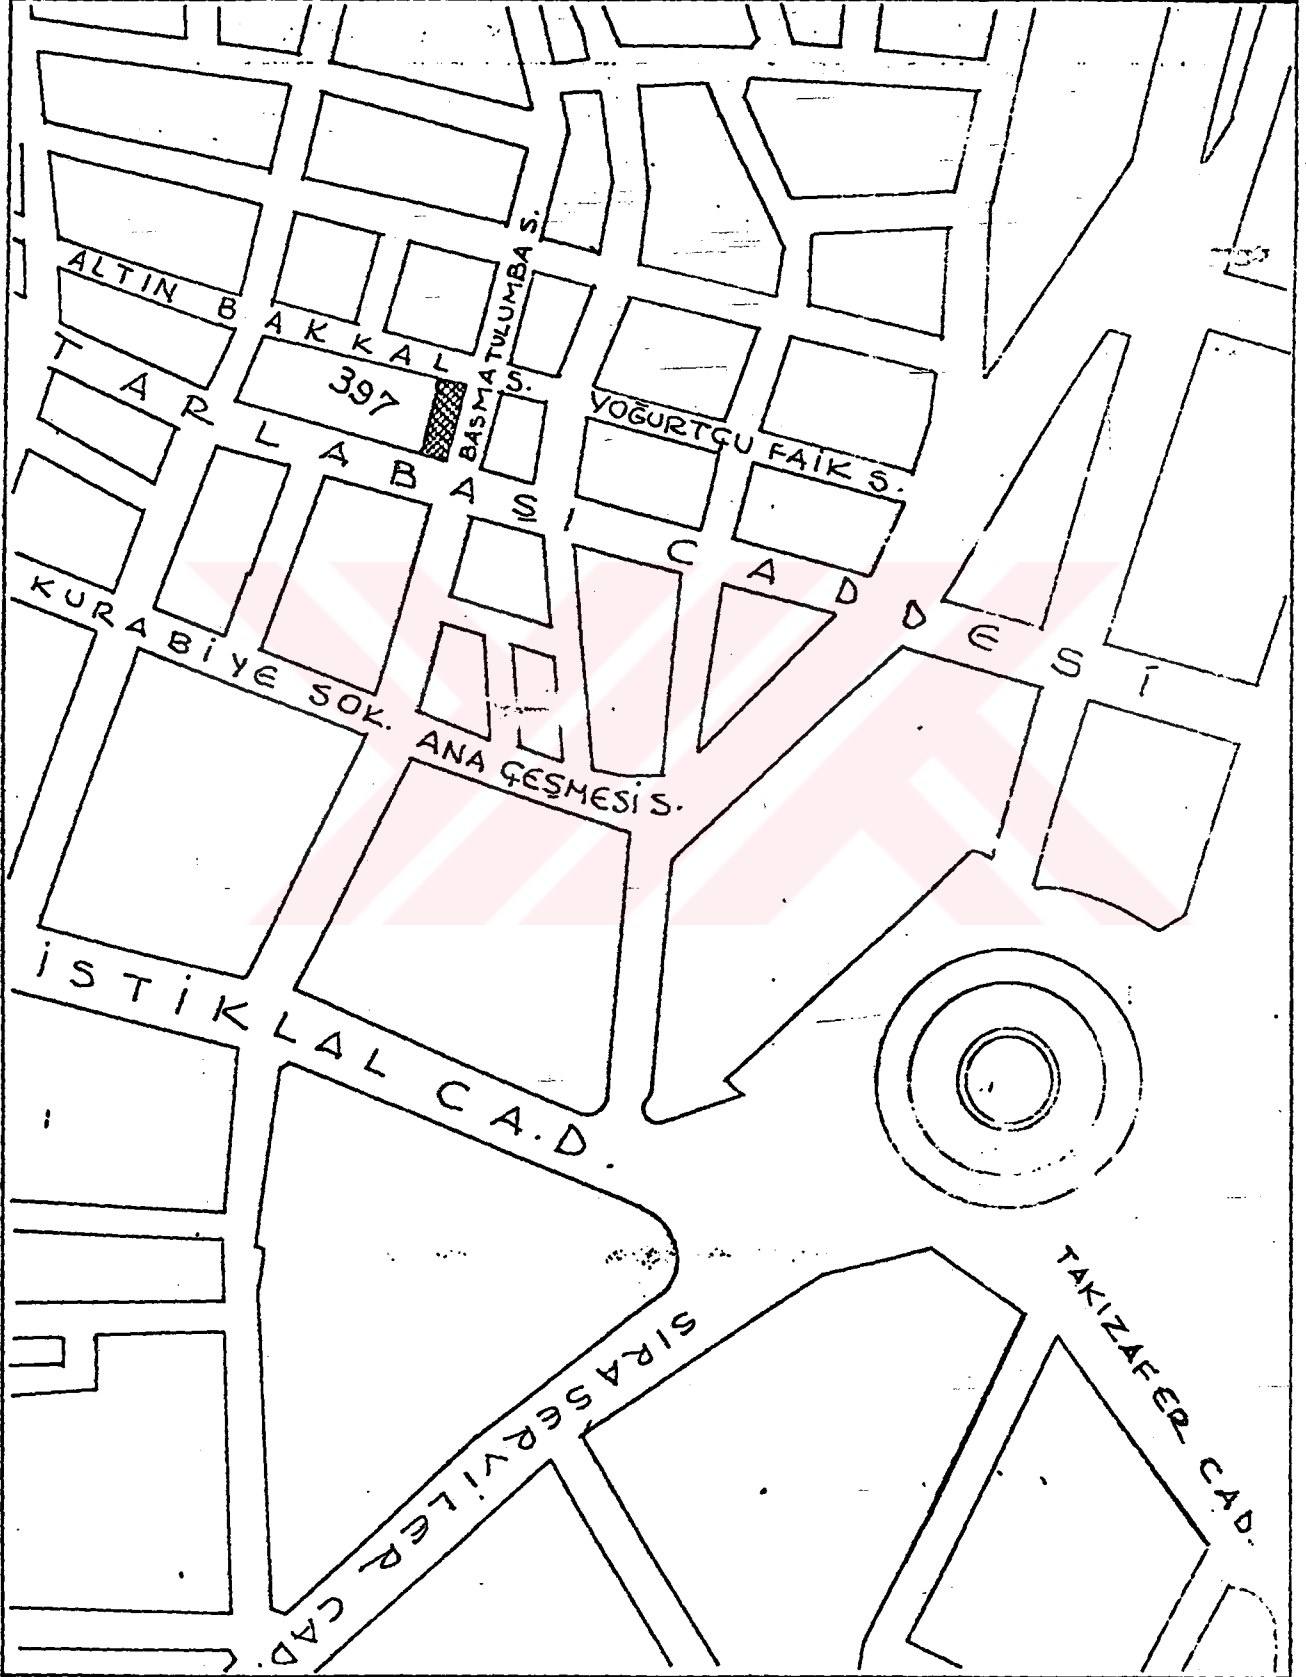 ALTIN BAKKAL S.
BASMATULUMBA S.
397
TARLABAŞI CADDESİ
YOĞURTÇU FAİK S.
KURABİYE SOK.
ANA ÇEŞMESİ S.
İSTİKLAL CAD.
SIRASERVİLER CAD.
TAKIZAFER CAD.